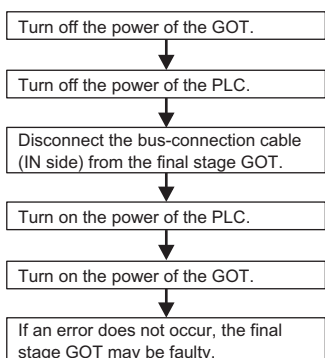 Turn off the power of the GOT.
Turn off the power of the PLC.
Disconnect the bus-connection cable
(IN side) from the final stage GOT.
Turn on the power of the PLC.
Turn on the power of the GOT.
If an error does not occur, the final
stage GOT may be faulty.